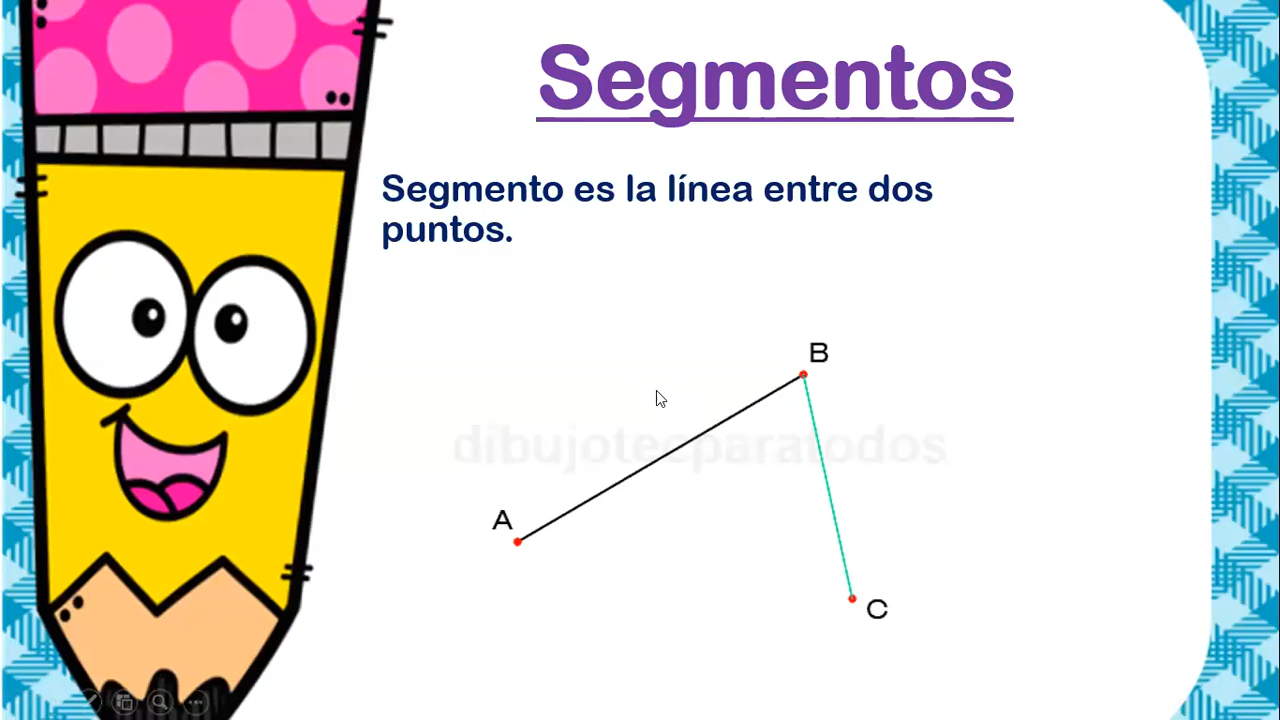 Segmentos
Segmento es la línea entre dos
puntos.
B
dibujotecparatodos
A
C